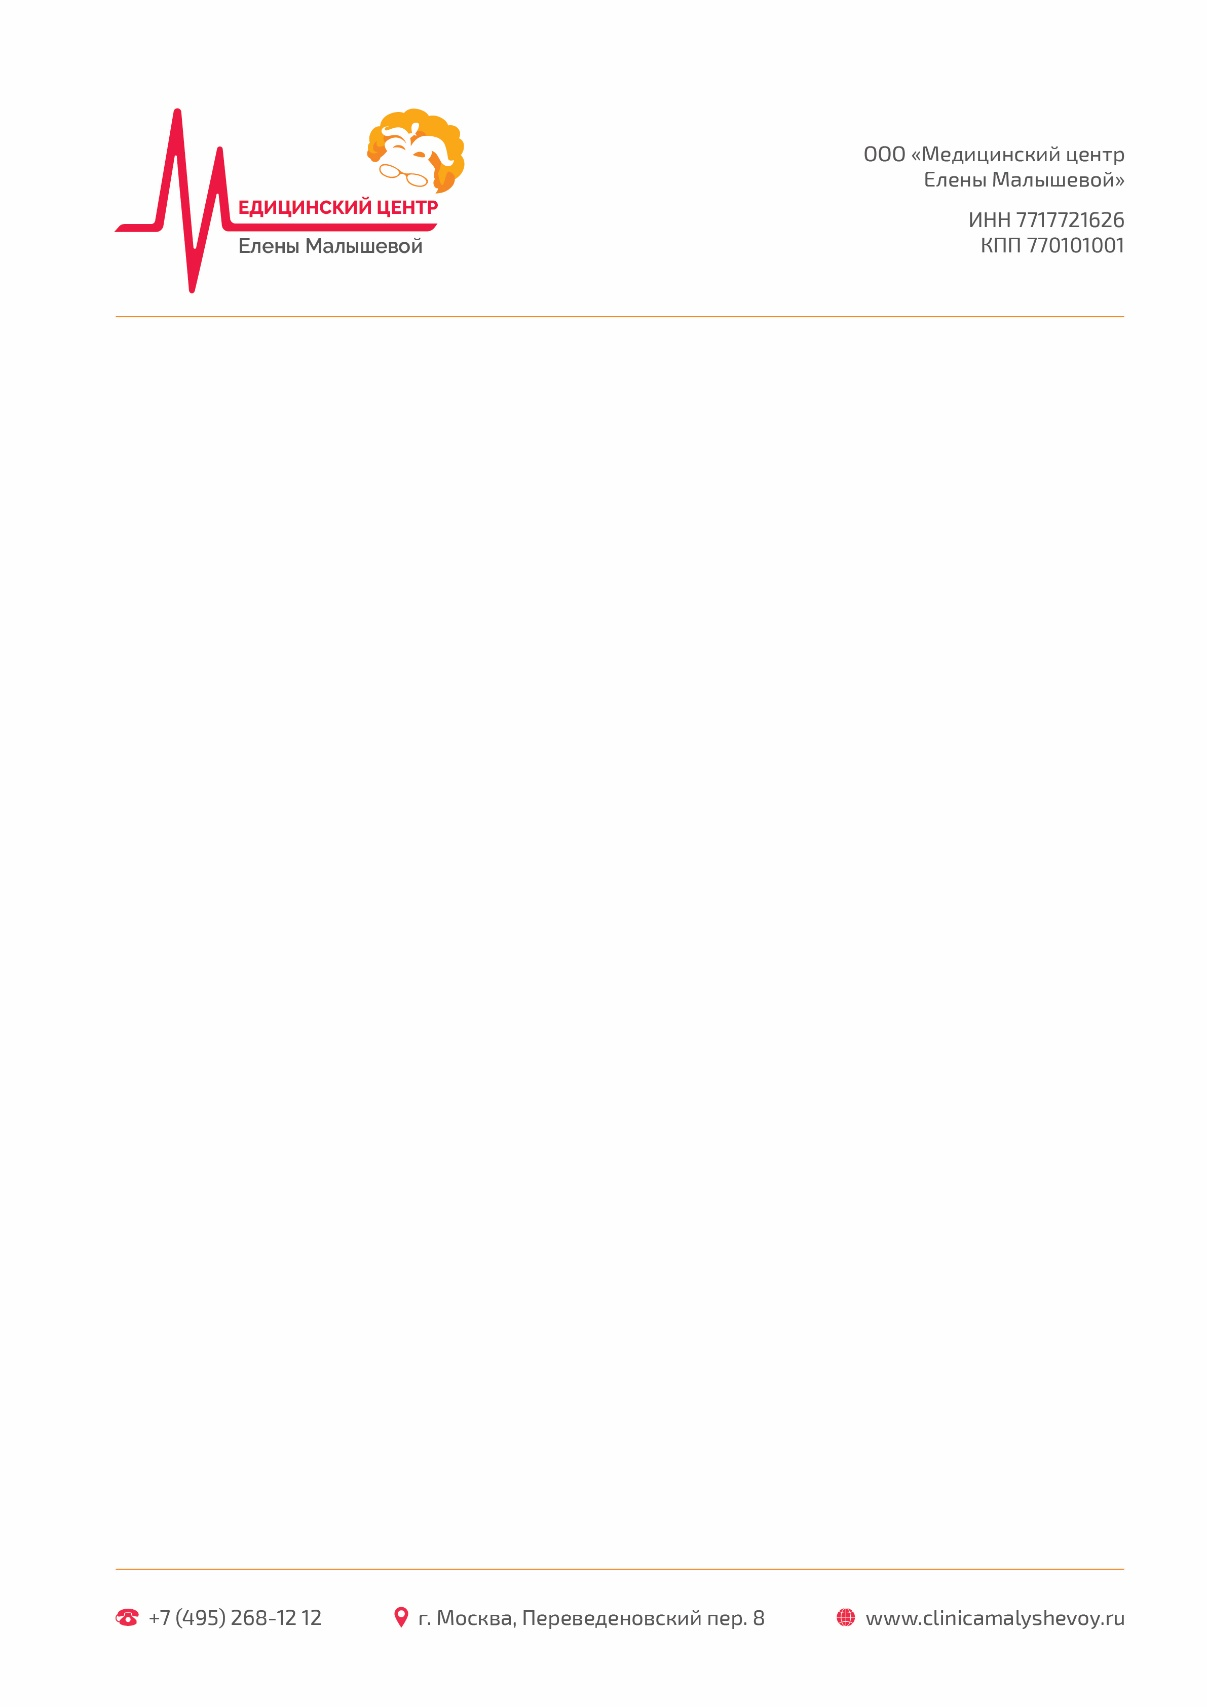 МЕДИЦИНСКИЙ ЦЕНТР
Елены Малышевой
ООО «Медицинский центр
Елены Малышевой»
ИНН 7717721626
КПП 770101001
+7 (495) 268-12 12
г. Москва, Переведеновский пер. 8
www.clinicamalyshevoy.ru